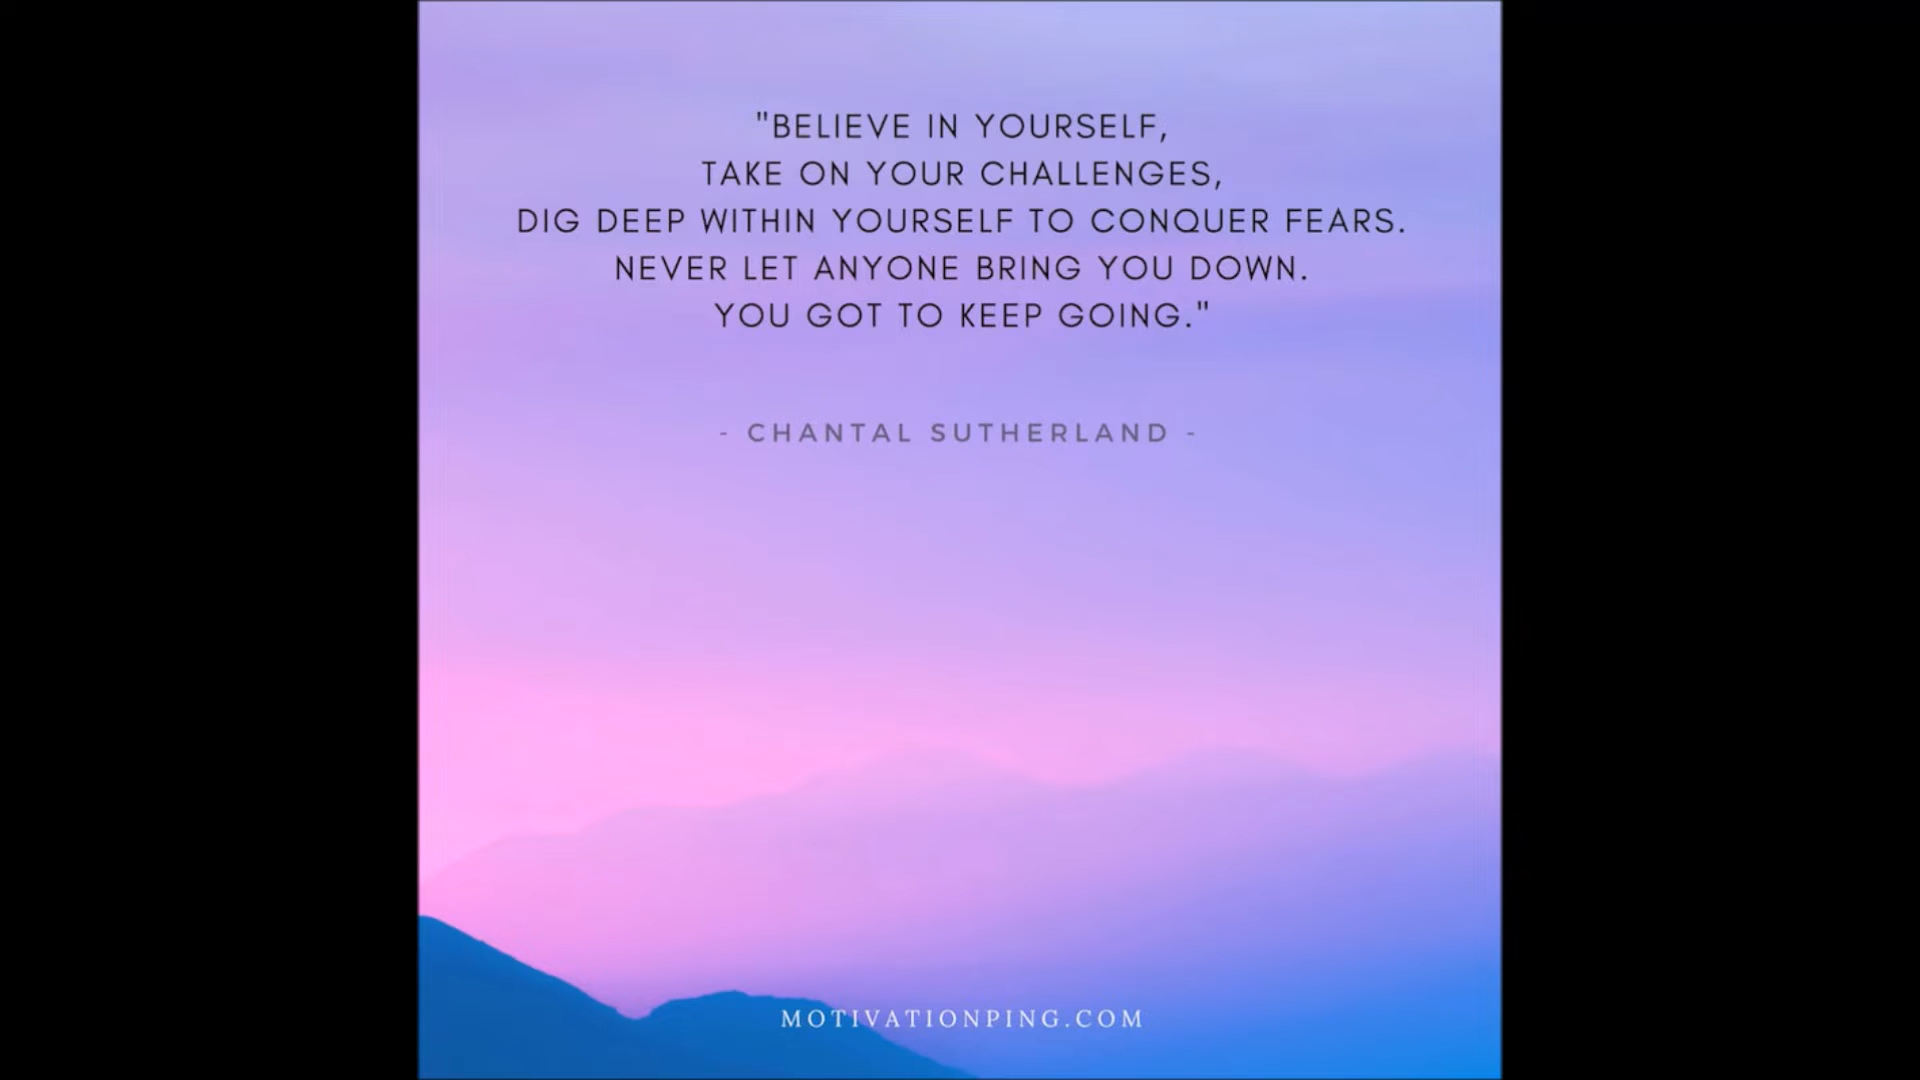 "BELIEVE IN YOURSELF,
TAKE ON YOUR CHALLENGES,
DIG DEEP WITHIN YOURSELF TO CONQUER FEARS.
NEVER LET ANYONE BRING YOU DOWN.
YOU GOT TO KEEP GOING."
- CHANTAL SUTHERLAND -
MOTIVATIONPING.COM